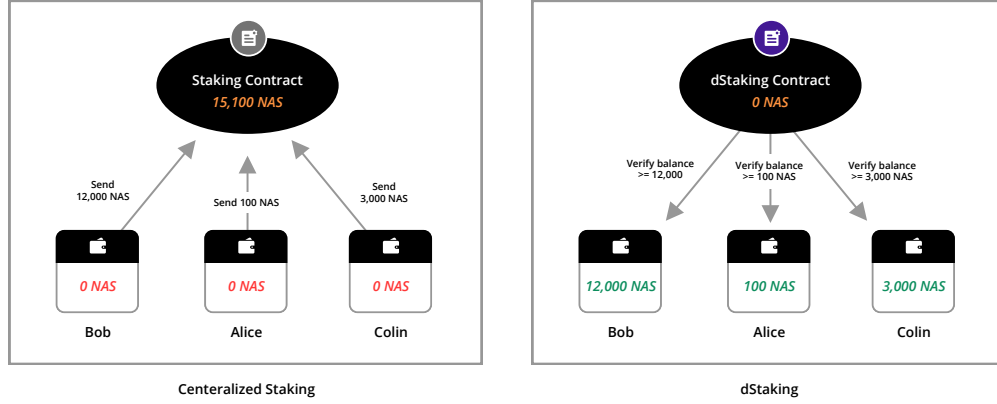 Staking Contract
15,100 NAS
Send
12,000 NAS
Send 100 NAS
Send
3,000 NAS
0 NAS
0 NAS
0 NAS
Bob
Alice
Colin
Centeralized Staking
dStaking Contract
0 NAS
Verify balance
>= 12,000
Verify balance
>= 100 NAS
Verify balance
>= 3,000 NAS
12,000 NAS
100 NAS
3,000 NAS
Bob
Alice
Colin
dStaking